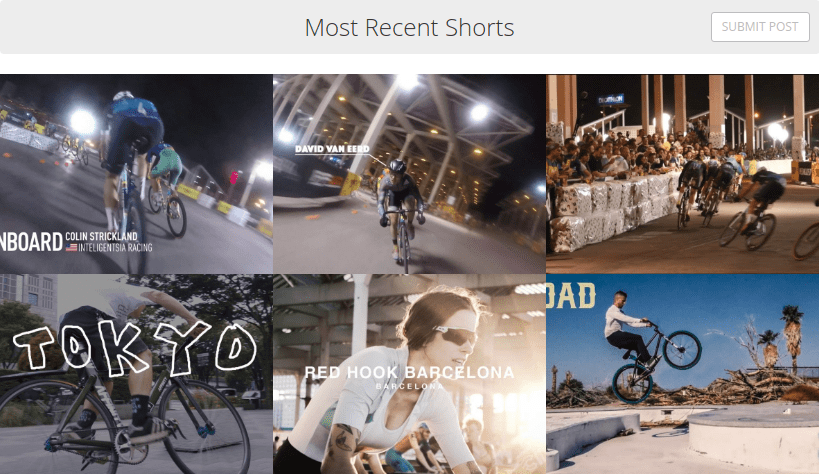 Most Recent Shorts
SUBMIT POST
NBOARD
COLIN STRICKLAND
INTELIGENTSIA RACING
DAVID VAN EERD
TOKYO
RED HOOK BARCELONA
BARCELONA
OAD